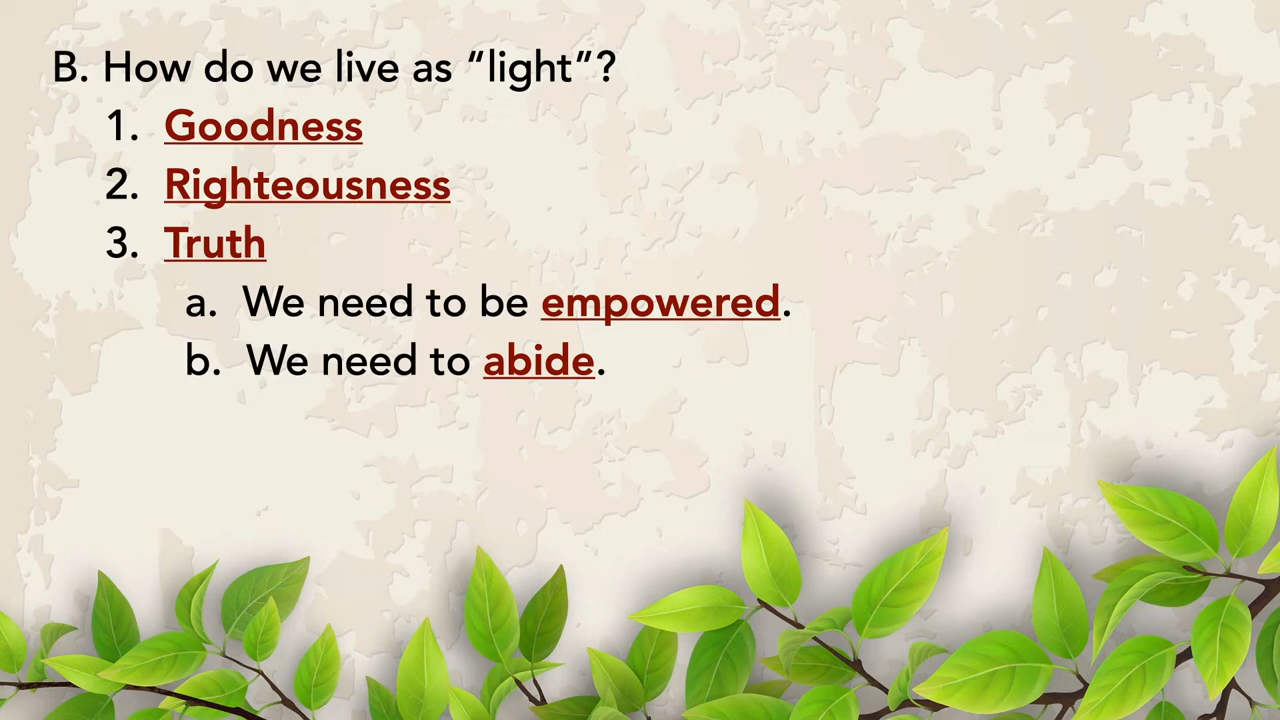 B. How do we live as “light”?
1. Goodness
2. Righteousness
3. Truth
a. We need to be empowered.
b. We need to abide.